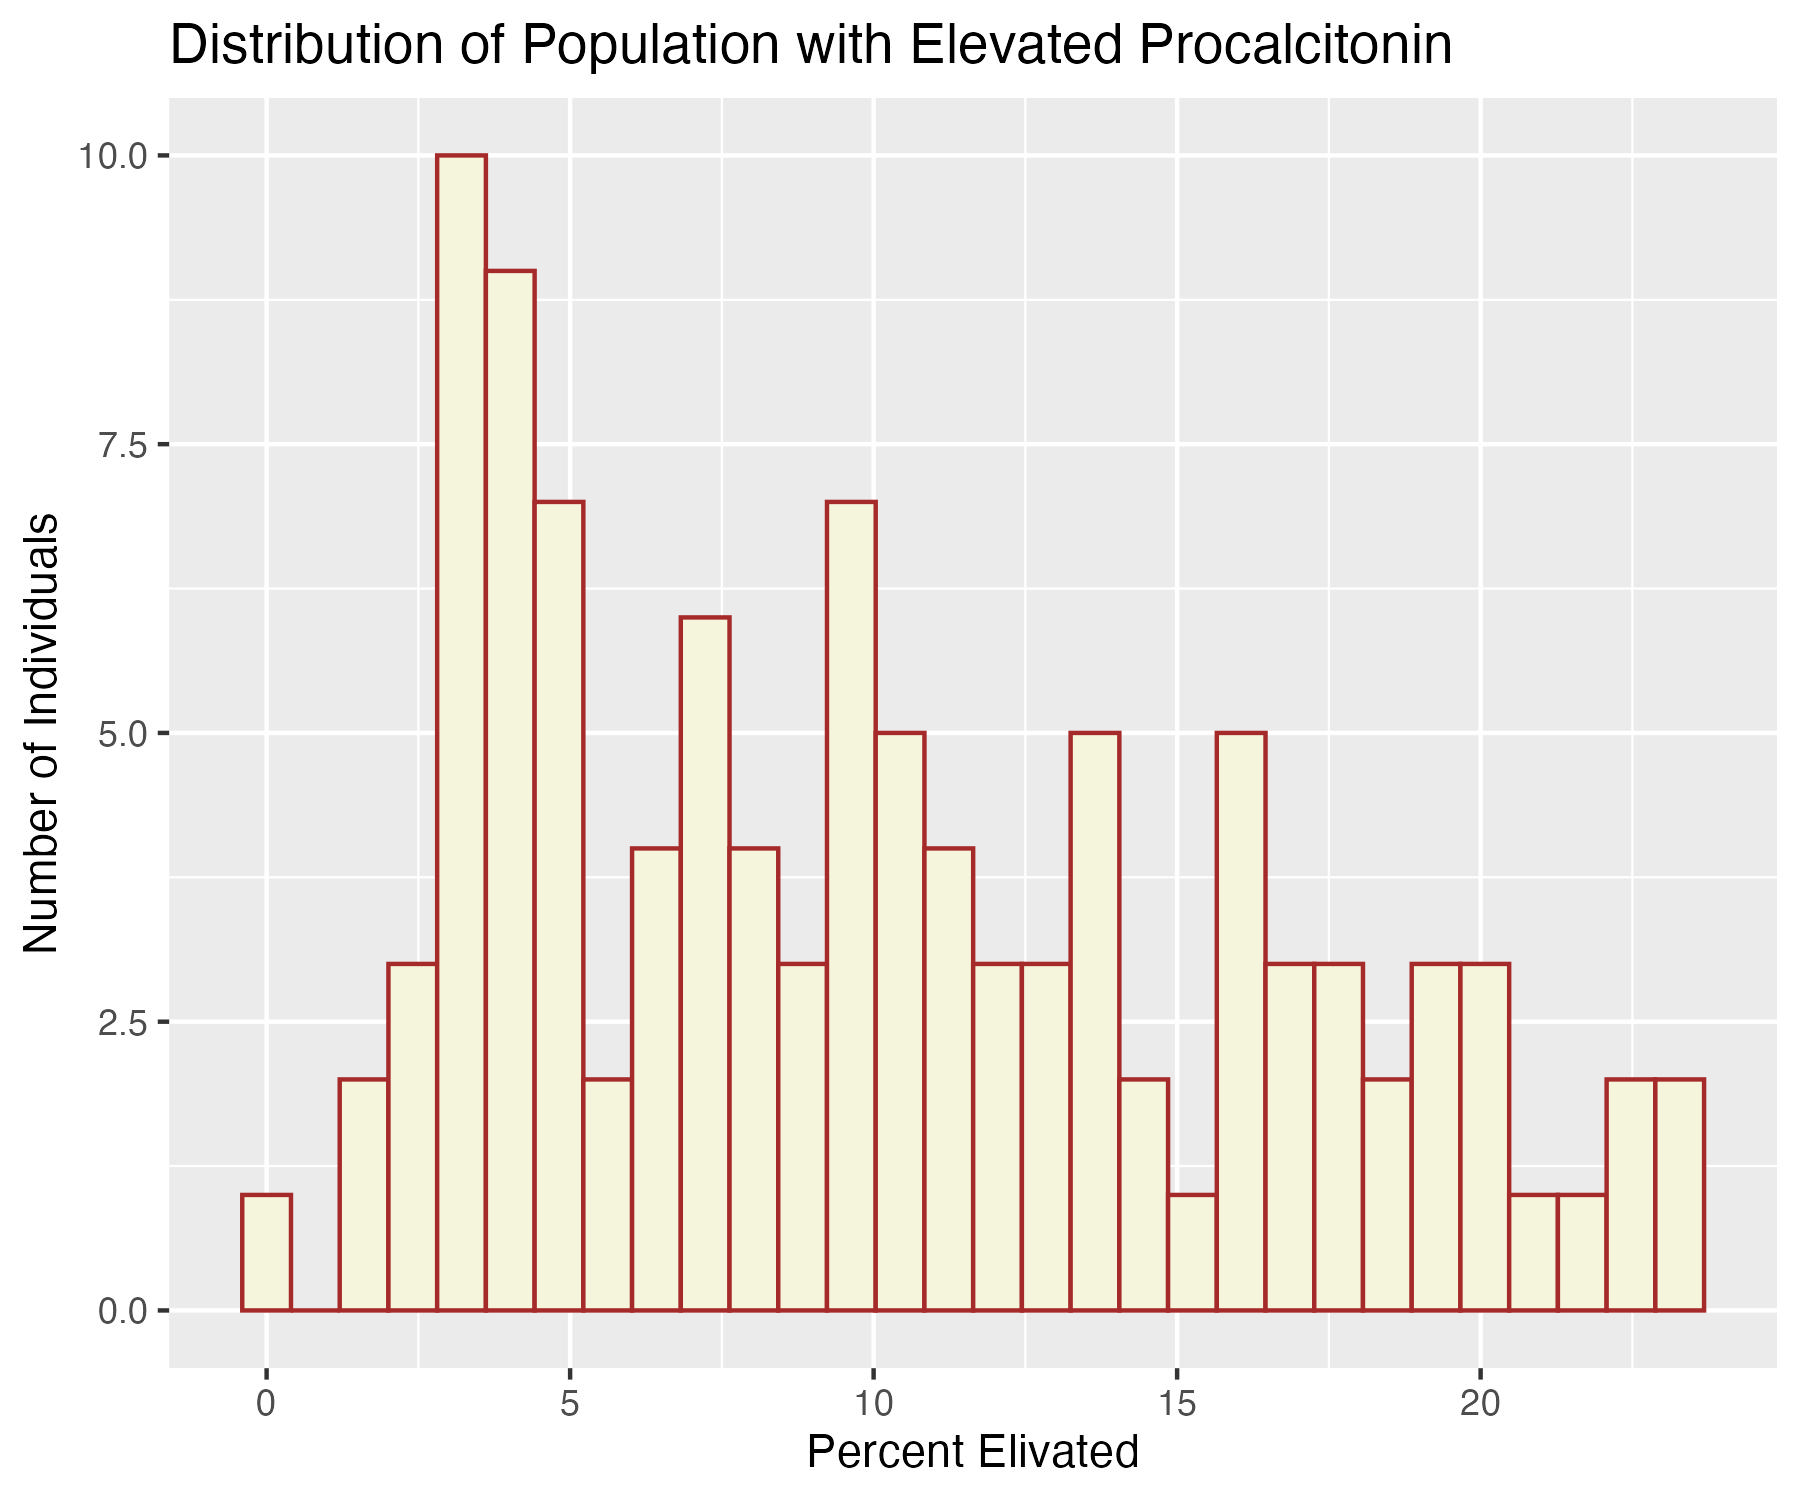 Distribution of Population with Elevated Procalcitonin
10.0
7.5
5.0
2.5
0.0
Number of Individuals
0 5 10 15 20
Percent Elivated